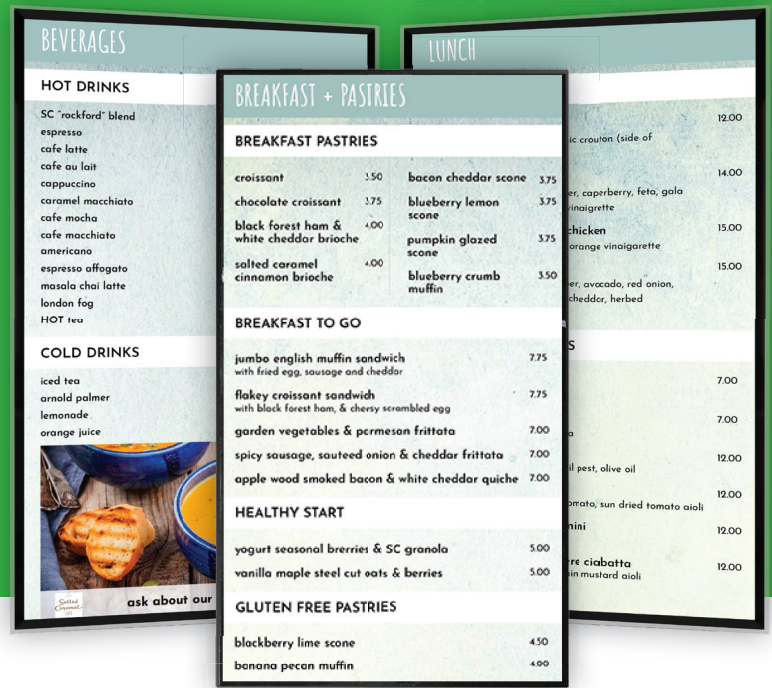 BEVERAGES
HOT DRINKS
SC "rockford" blend
espresso
cafe latte
cafe au lait
cappuccino
caramel macchiato
cafe mocha
cafe macchiato
americano
espresso affogato
masala chai latte
london fog
HOT tea
COLD DRINKS
iced tea
arnold palmer
lemonade
orange juice
Salted
Caramel
ask about our
BREAKFAST + PASTRIES
BREAKFAST PASTRIES
croissant 3.50
chocolate croissant 3.75
black forest ham & 4.00
white cheddar brioche
salted caramel 4.00
cinnamon brioche
bacon cheddar scone 3.75
blueberry lemon 3.75
scone
pumpkin glazed 3.75
scone
blueberry crumb 3.50
muffin
BREAKFAST TO GO
jumbo english muffin sandwich 7.75
with fried egg, sausage and cheddar
flakey croissant sandwich 7.75
with black forest ham, & cheesy scrambled egg
garden vegetables & parmesan frittata 7.00
spicy sausage, sauteed onion & cheddar frittata 7.00
apple wood smoked bacon & white cheddar quiche 7.00
HEALTHY START
yogurt seasonal brerries & SC granola 5.00
vanilla maple steel cut oats & berries 5.00
GLUTEN FREE PASTRIES
blackberry lime scone 4.50
banana pecan muffin 4.00
LUNCH
12.00
ic crouton (side of
14.00
er, caperberry, feta, gala
vinaigrette
chicken 15.00
orange vinaigarette
15.00
er, avocado, red onion,
cheddar, herbed
S
7.00
7.00
a
12.00
il pest, olive oil
12.00
omato, sun dried tomato aioli
nini 12.00
ere ciabatta 12.00
in mustard aioli